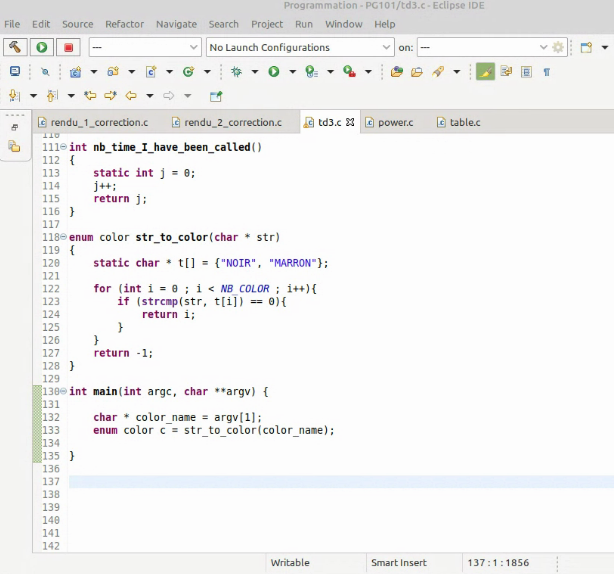 Programmation - PG101/td3.c - Eclipse IDE
File Edit Source Refactor Navigate Search Project Run Window Help
--- No Launch Configurations on: ---
rendu_1_correction.c rendu_2_correction.c td3.c power.c table.c
110
111 int nb_time_I_have_been_called()
112 {
113 static int j = 0;
114 j++;
115 return j;
116 }
117
118 enum color str_to_color(char * str)
119 {
120 static char * t[] = {"NOIR", "MARRON"};
121
122 for (int i = 0 ; i < NB_COLOR ; i++){
123 if (strcmp(str, t[i]) == 0){
124 return i;
125 }
126 }
127 return -1;
128 }
129
130 int main(int argc, char **argv) {
131
132 char * color_name = argv[1];
133 enum color c = str_to_color(color_name);
134
135 }
136
137
138
139
140
141
142
Writable Smart Insert 137 : 1 : 1856